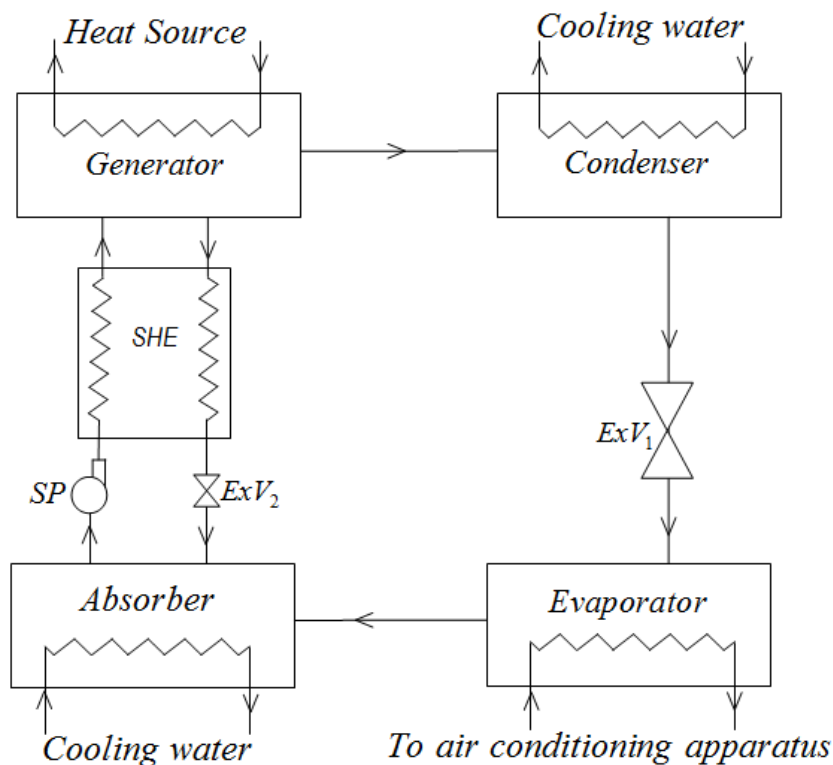 Heat Source
Cooling water
Generator
Condenser
SHE
ExV₁
SP
ExV₂
Absorber
Evaporator
Cooling water
To air conditioning apparatus